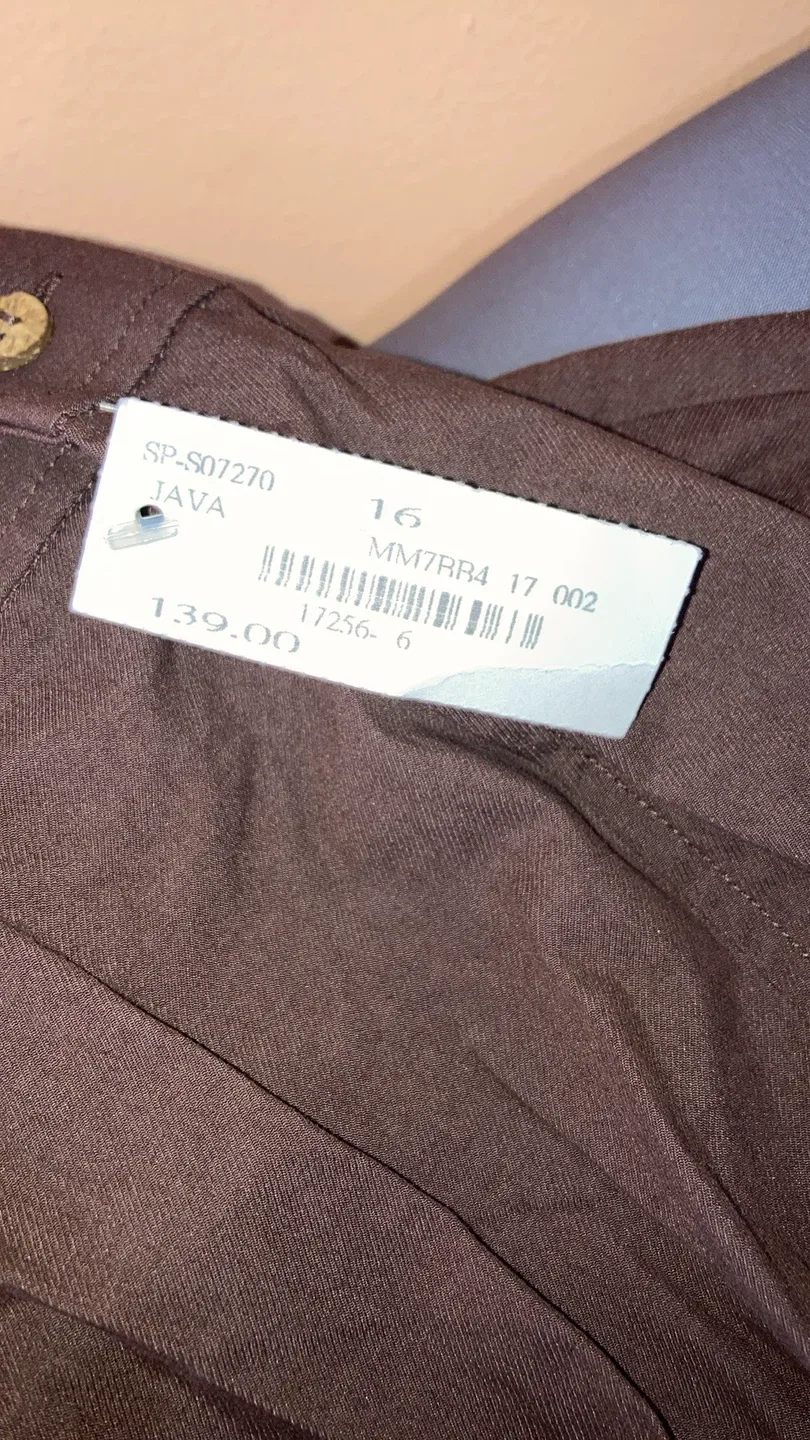 SP-S07270
JAVA 16
MM7BB4 17 002
17256- 6
139.00